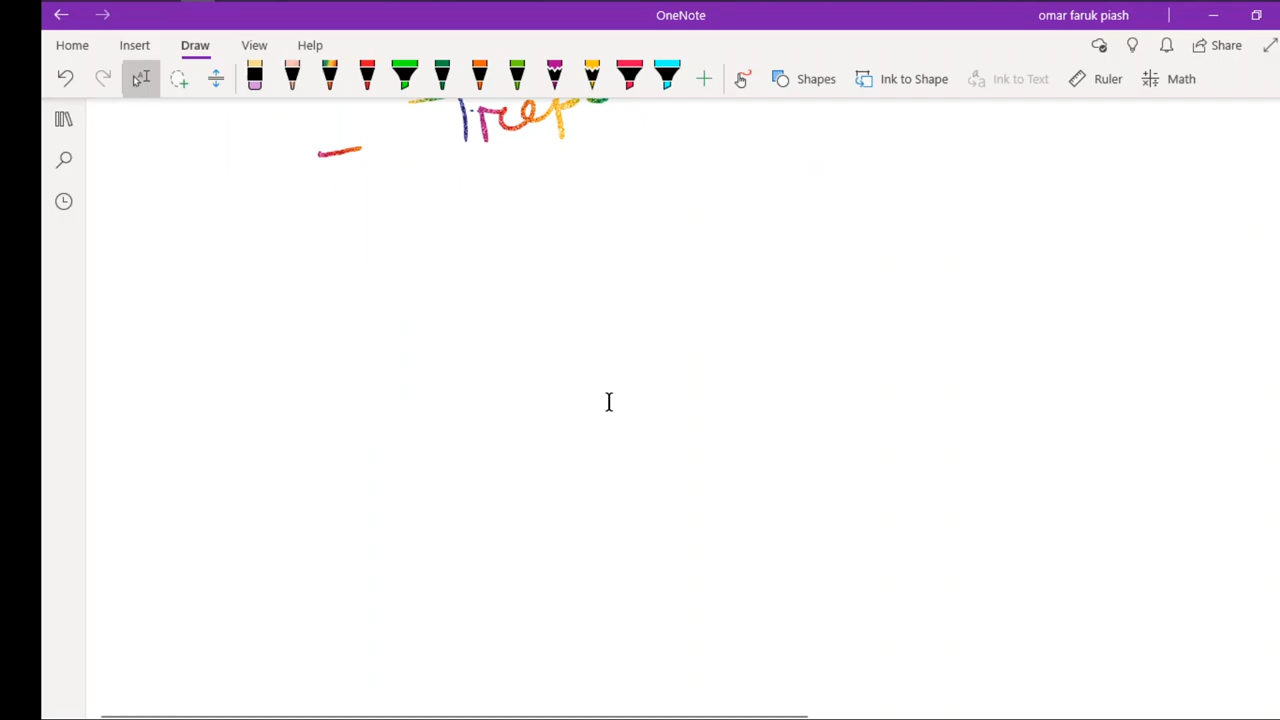 OneNote
omar faruk piash
Home Insert Draw View Help
Share
Shapes Ink to Shape Ink to Text Ruler Math